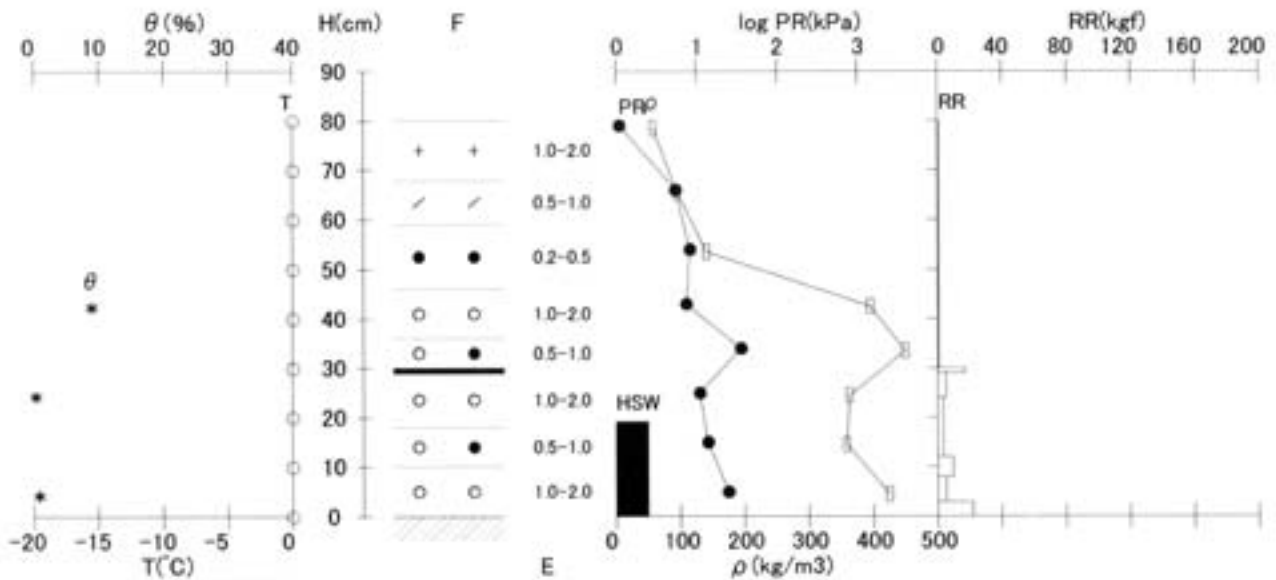 θ(%) H(cm) F log PR(kPa) RR(kgf)
0 10 20 30 40 0 1 2 3 4 0 40 80 120 160 200
90
T PR ρ RR
80
+ + 1.0-2.0
70
0.5-1.0
60
0.2-0.5
50
θ
40 1.0-2.0
0.5-1.0
30
1.0-2.0 HSW
20
0.5-1.0
10
1.0-2.0
0
-20 -15 -10 -5 0 0 100 200 300 400 500
T(℃) E ρ (kg/m3)